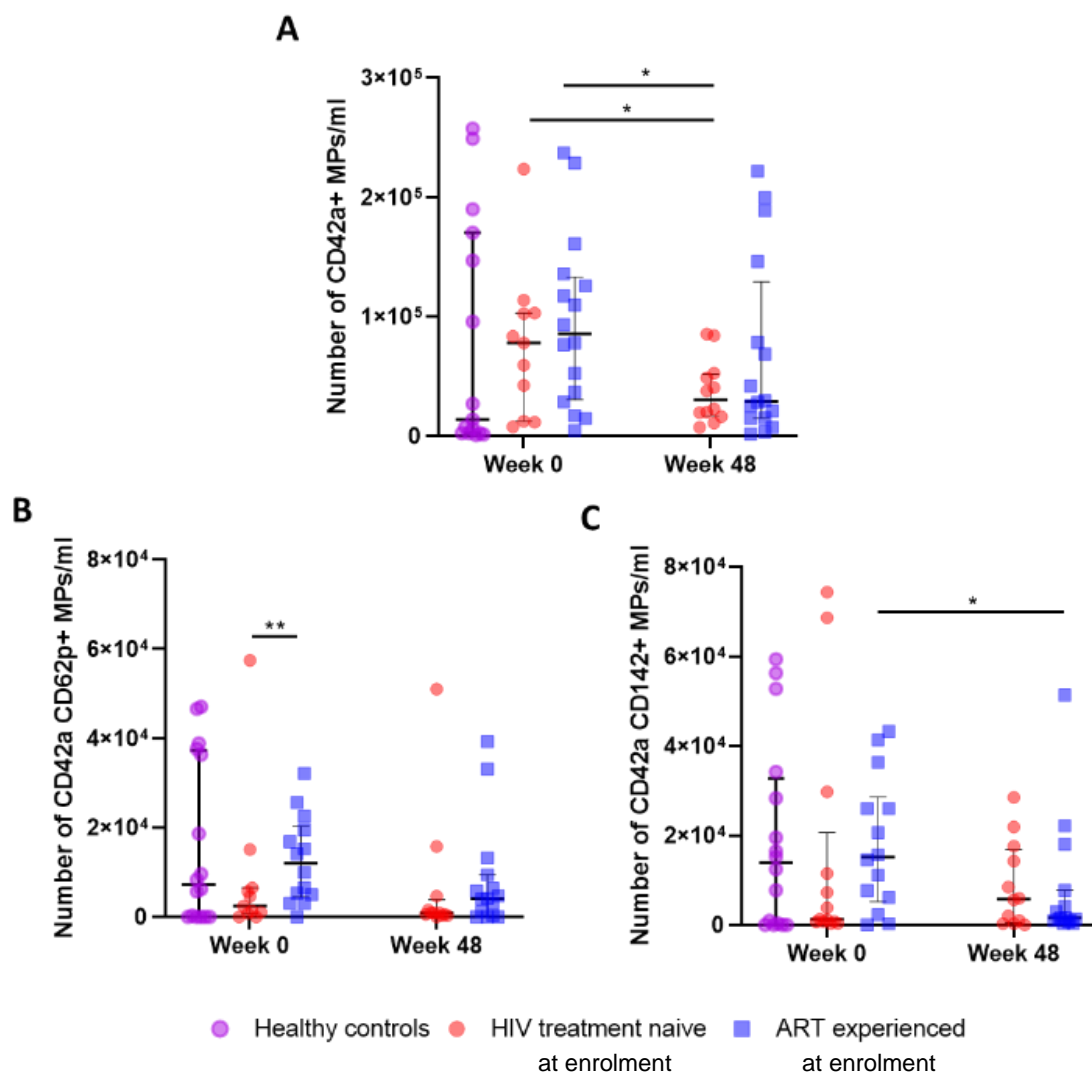 A
Number of CD42a+ MPs/ml
3×10⁵
2×10⁵
1×10⁵
0
*
*
Week 0
Week 48
B
Number of CD42a CD62p+ MPs/ml
8×10⁴
6×10⁴
4×10⁴
2×10⁴
0
**
Week 0
Week 48
C
Number of CD42a CD142+ MPs/ml
8×10⁴
6×10⁴
4×10⁴
2×10⁴
0
*
Week 0
Week 48
Healthy controls
HIV treatment naive
at enrolment
ART experienced
at enrolment